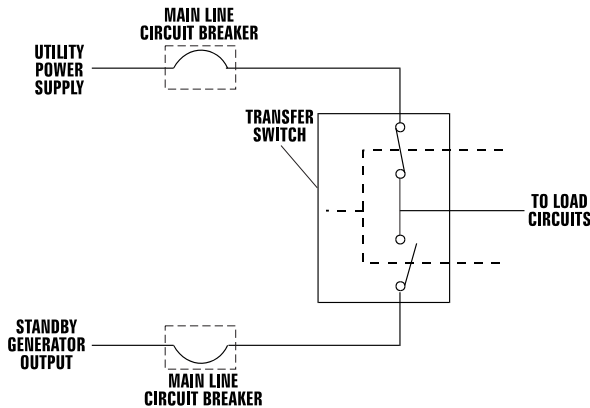 MAIN LINE
CIRCUIT BREAKER
UTILITY
POWER
SUPPLY
TRANSFER
SWITCH
TO LOAD
CIRCUITS
STANDBY
GENERATOR
OUTPUT
MAIN LINE
CIRCUIT BREAKER